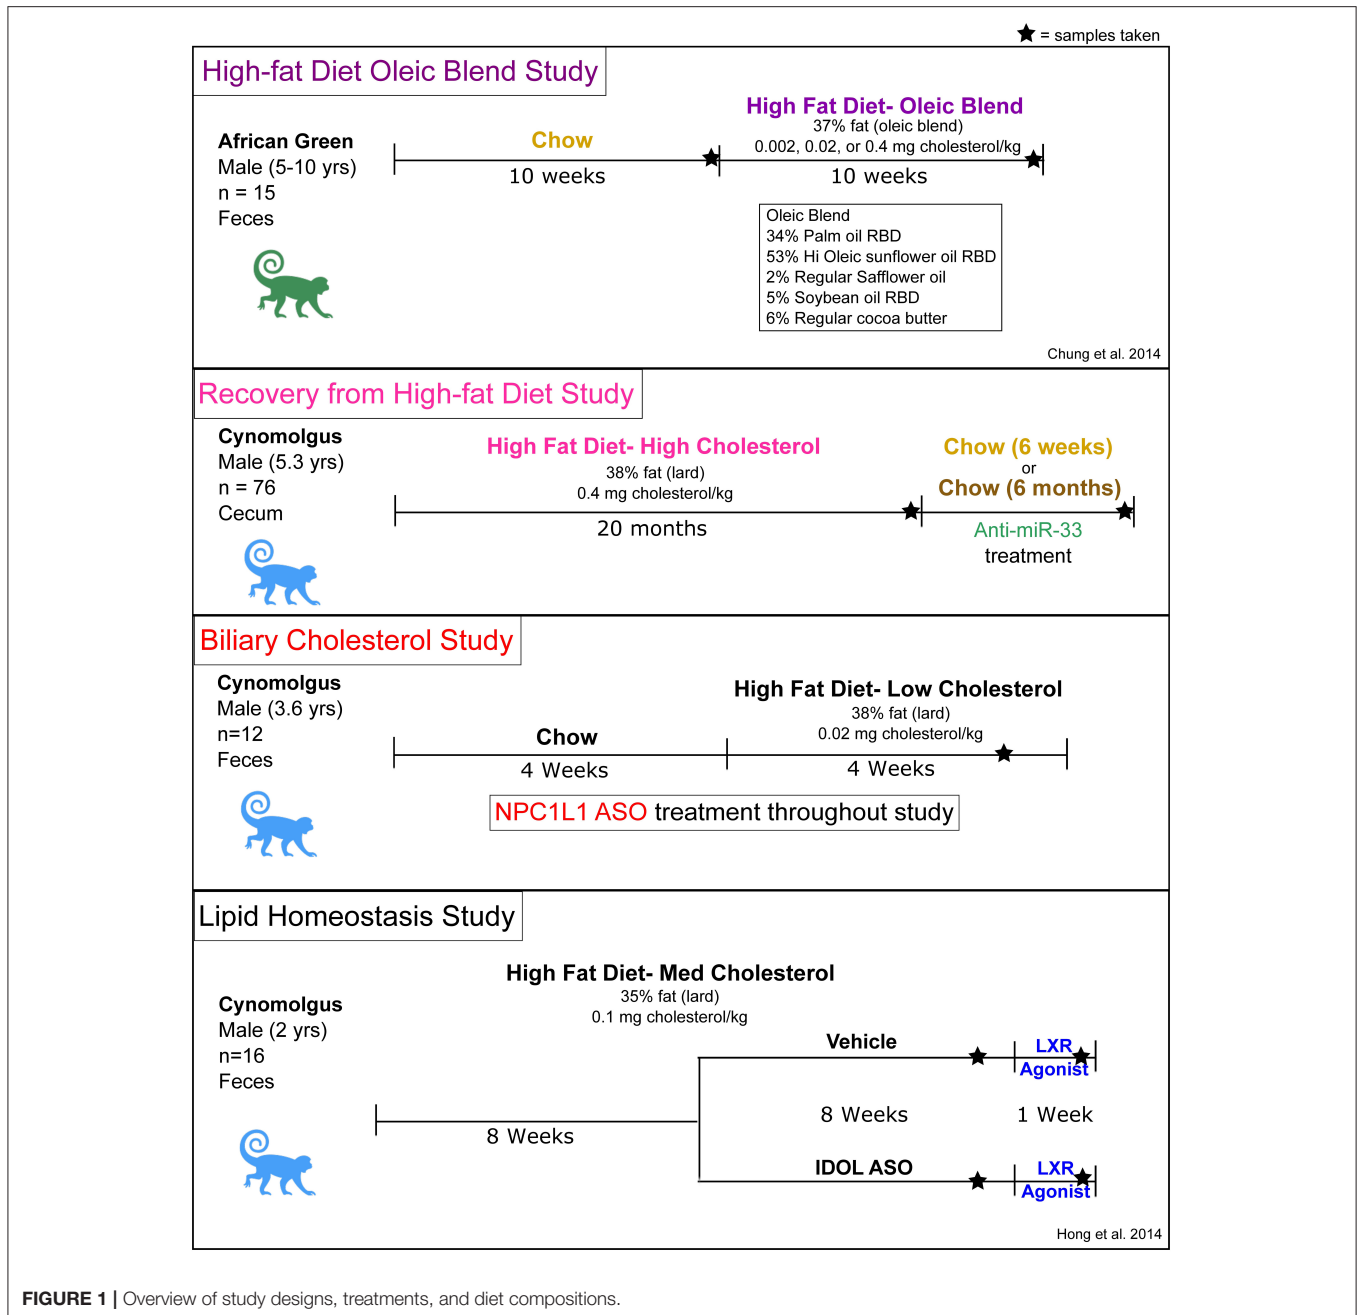 ★ = samples taken
High-fat Diet Oleic Blend Study
High Fat Diet- Oleic Blend
37% fat (oleic blend)
0.002, 0.02, or 0.4 mg cholesterol/kg
African Green
Male (5-10 yrs)
n = 15
Feces
Chow
10 weeks
10 weeks
Oleic Blend
34% Palm oil RBD
53% Hi Oleic sunflower oil RBD
2% Regular Safflower oil
5% Soybean oil RBD
6% Regular cocoa butter
Chung et al. 2014
Recovery from High-fat Diet Study
Cynomolgus
Male (5.3 yrs)
n = 76
Cecum
High Fat Diet- High Cholesterol
38% fat (lard)
0.4 mg cholesterol/kg
20 months
Chow (6 weeks)
or
Chow (6 months)
Anti-miR-33
treatment
Biliary Cholesterol Study
Cynomolgus
Male (3.6 yrs)
n=12
Feces
Chow
4 Weeks
High Fat Diet- Low Cholesterol
38% fat (lard)
0.02 mg cholesterol/kg
4 Weeks
NPC1L1 ASO treatment throughout study
Lipid Homeostasis Study
High Fat Diet- Med Cholesterol
35% fat (lard)
0.1 mg cholesterol/kg
Cynomolgus
Male (2 yrs)
n=16
Feces
8 Weeks
Vehicle
LXR
Agonist
8 Weeks
1 Week
IDOL ASO
LXR
Agonist
Hong et al. 2014
FIGURE 1 | Overview of study designs, treatments, and diet compositions.